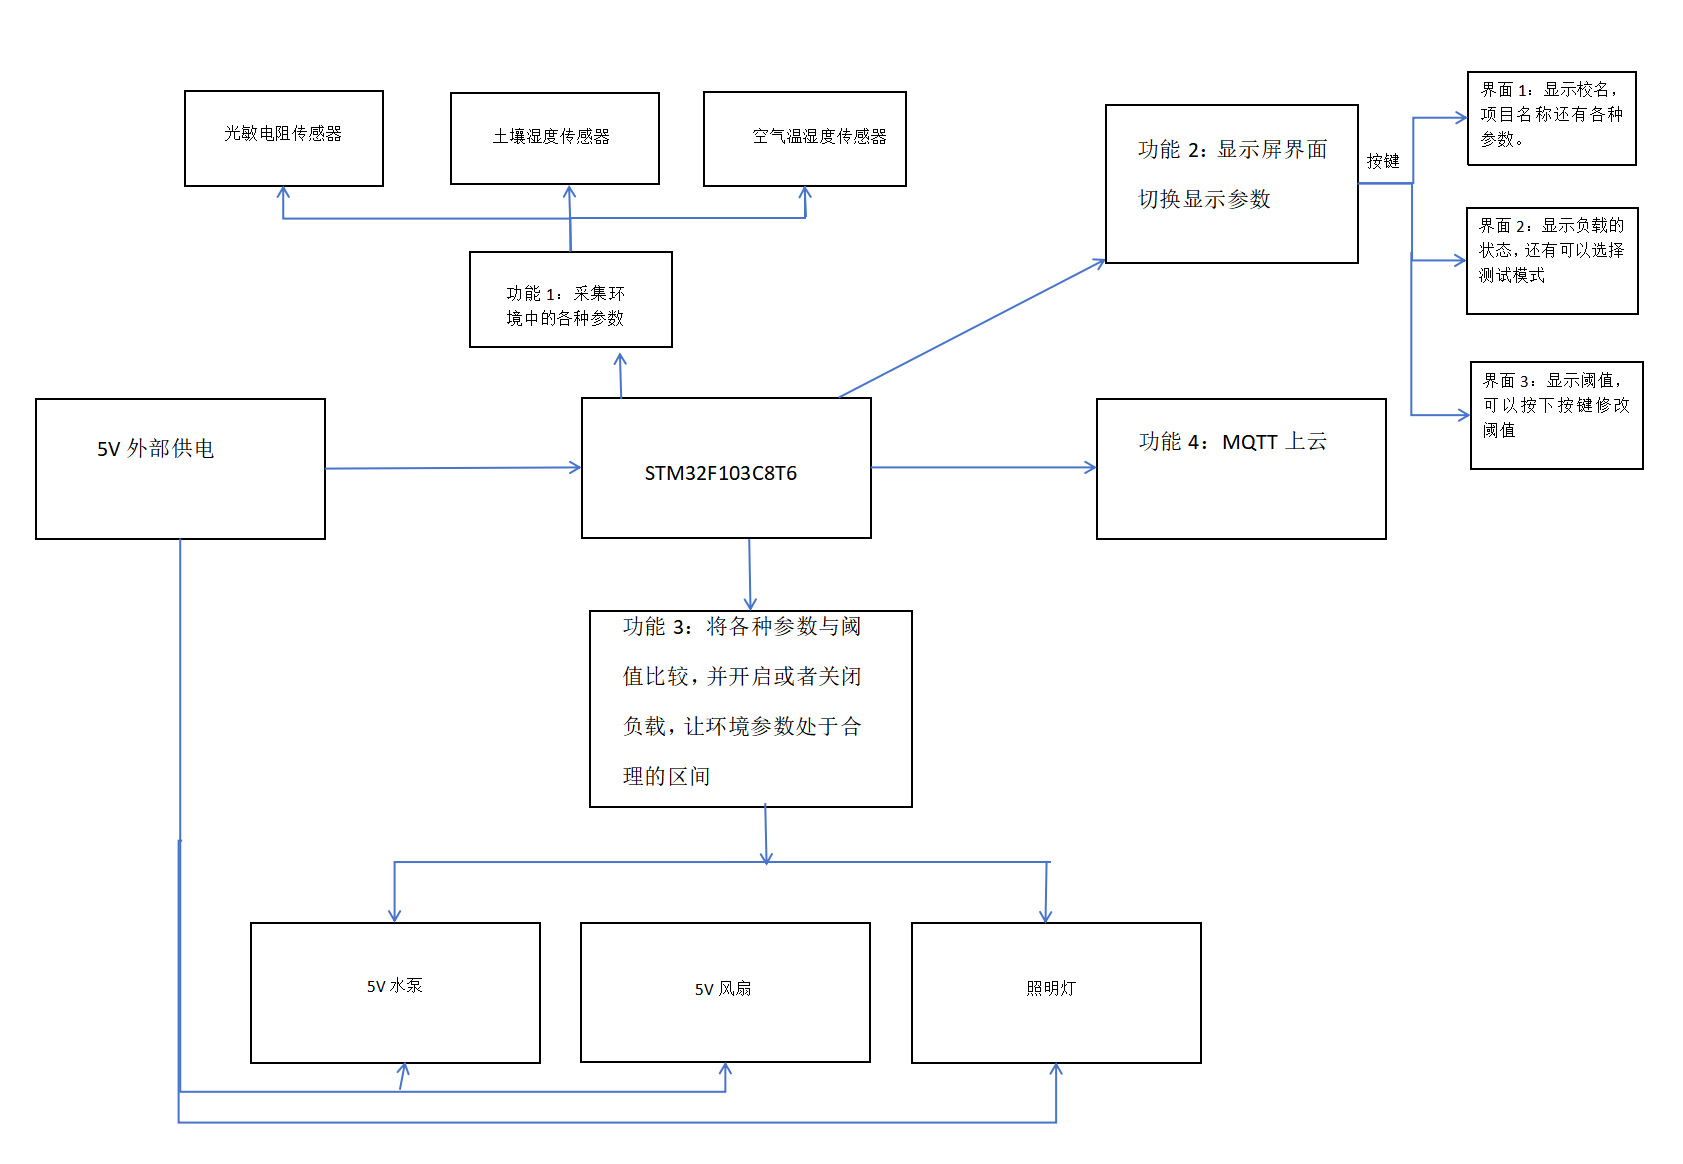 光敏电阻传感器
土壤湿度传感器
空气温湿度传感器
功能 1：采集环
境中的各种参数
功能 2：显示屏界面
切换显示参数
按键
界面 1：显示校名，
项目名称还有各种
参数。
界面 2：显示负载的
状态，还有可以选择
测试模式
界面 3：显示阈值，
可以按下按键修改
阈值
5V 外部供电
STM32F103C8T6
功能 4：MQTT 上云
功能 3：将各种参数与阈
值比较，并开启或者关闭
负载，让环境参数处于合
理的区间
5V 水泵
5V 风扇
照明灯